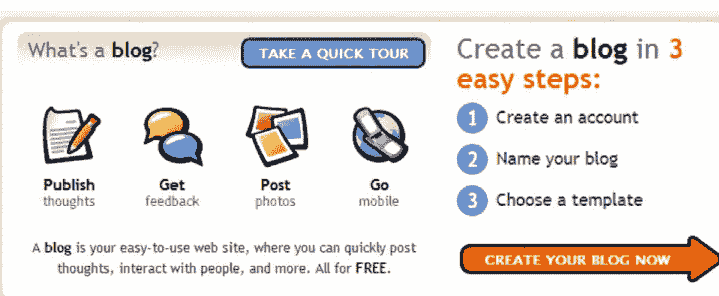 What's a blog?
TAKE A QUICK TOUR
Publish
thoughts
Get
feedback
Post
photos
Go
mobile
A blog is your easy-to-use web site, where you can quickly post
thoughts, interact with people, and more. All for FREE.
Create a blog in 3
easy steps:
1 Create an account
2 Name your blog
3 Choose a template
CREATE YOUR BLOG NOW